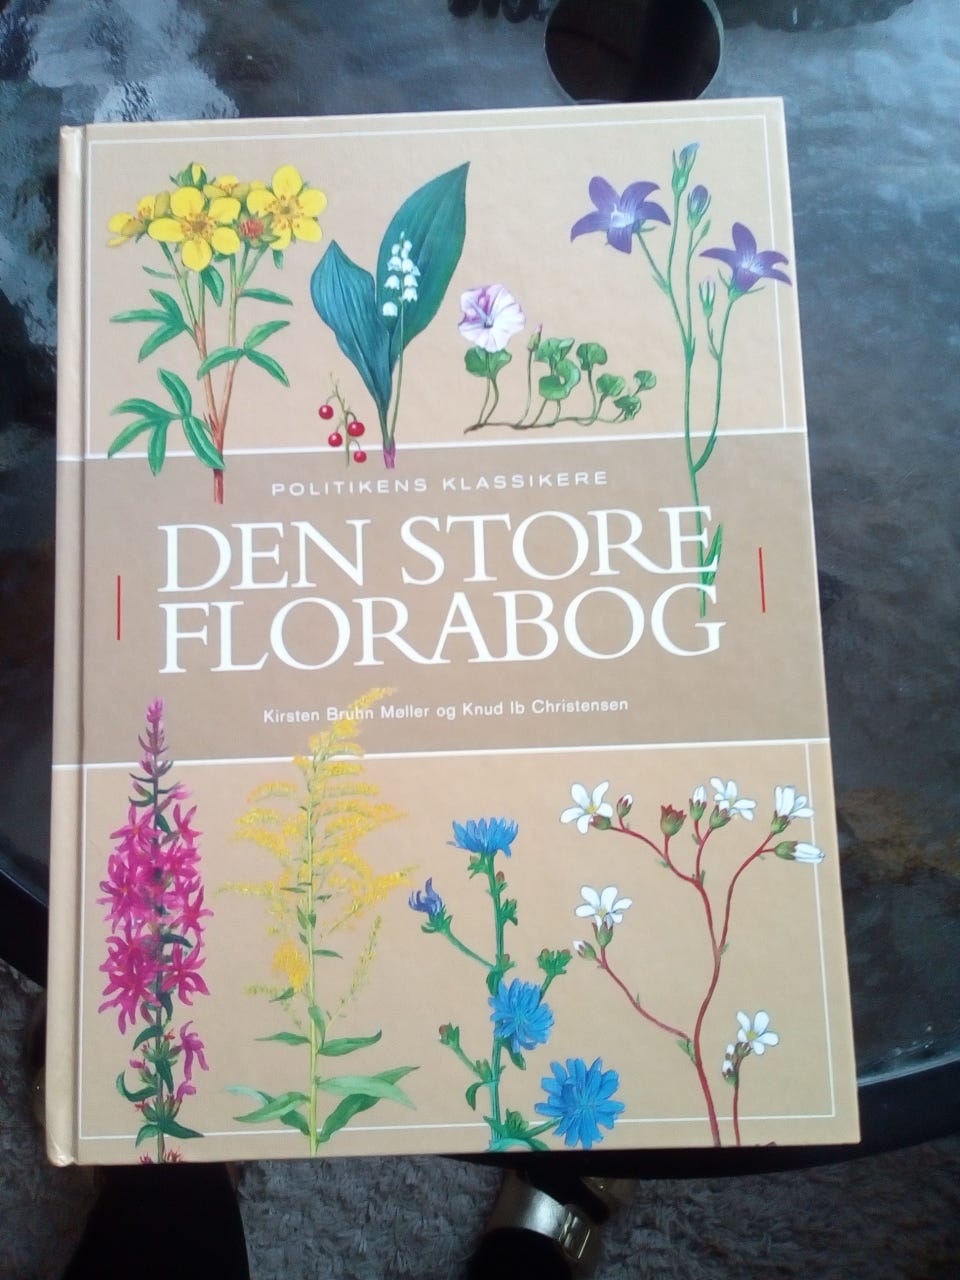 POLITIKENS KLASSIKERE
DEN STORE
FLORABOG
Kirsten Bruhn Møller og Knud Ib Christensen